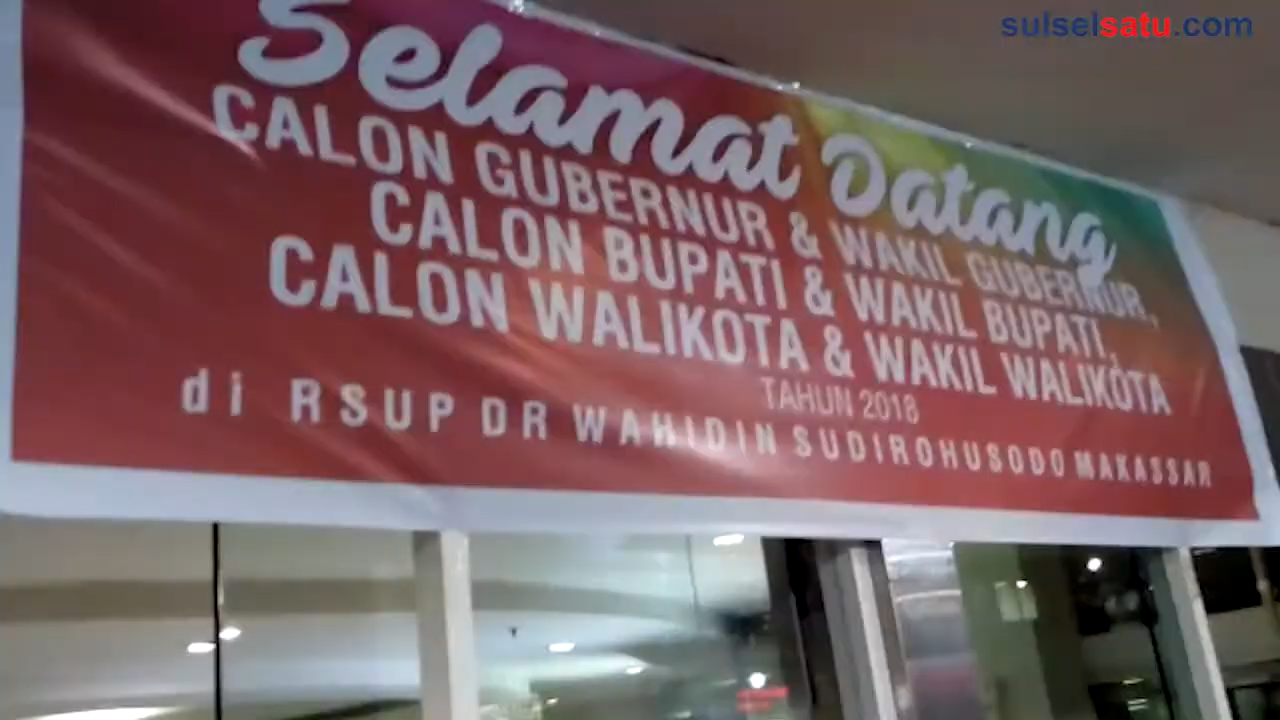 sulselsatu.com
Selamat Datang
CALON GUBERNUR & WAKIL GUBERNUR,
CALON BUPATI & WAKIL BUPATI,
CALON WALIKOTA & WAKIL WALIKOTA
TAHUN 2018
di RSUP DR WAHIDIN SUDIROHUSODO MAKASSAR